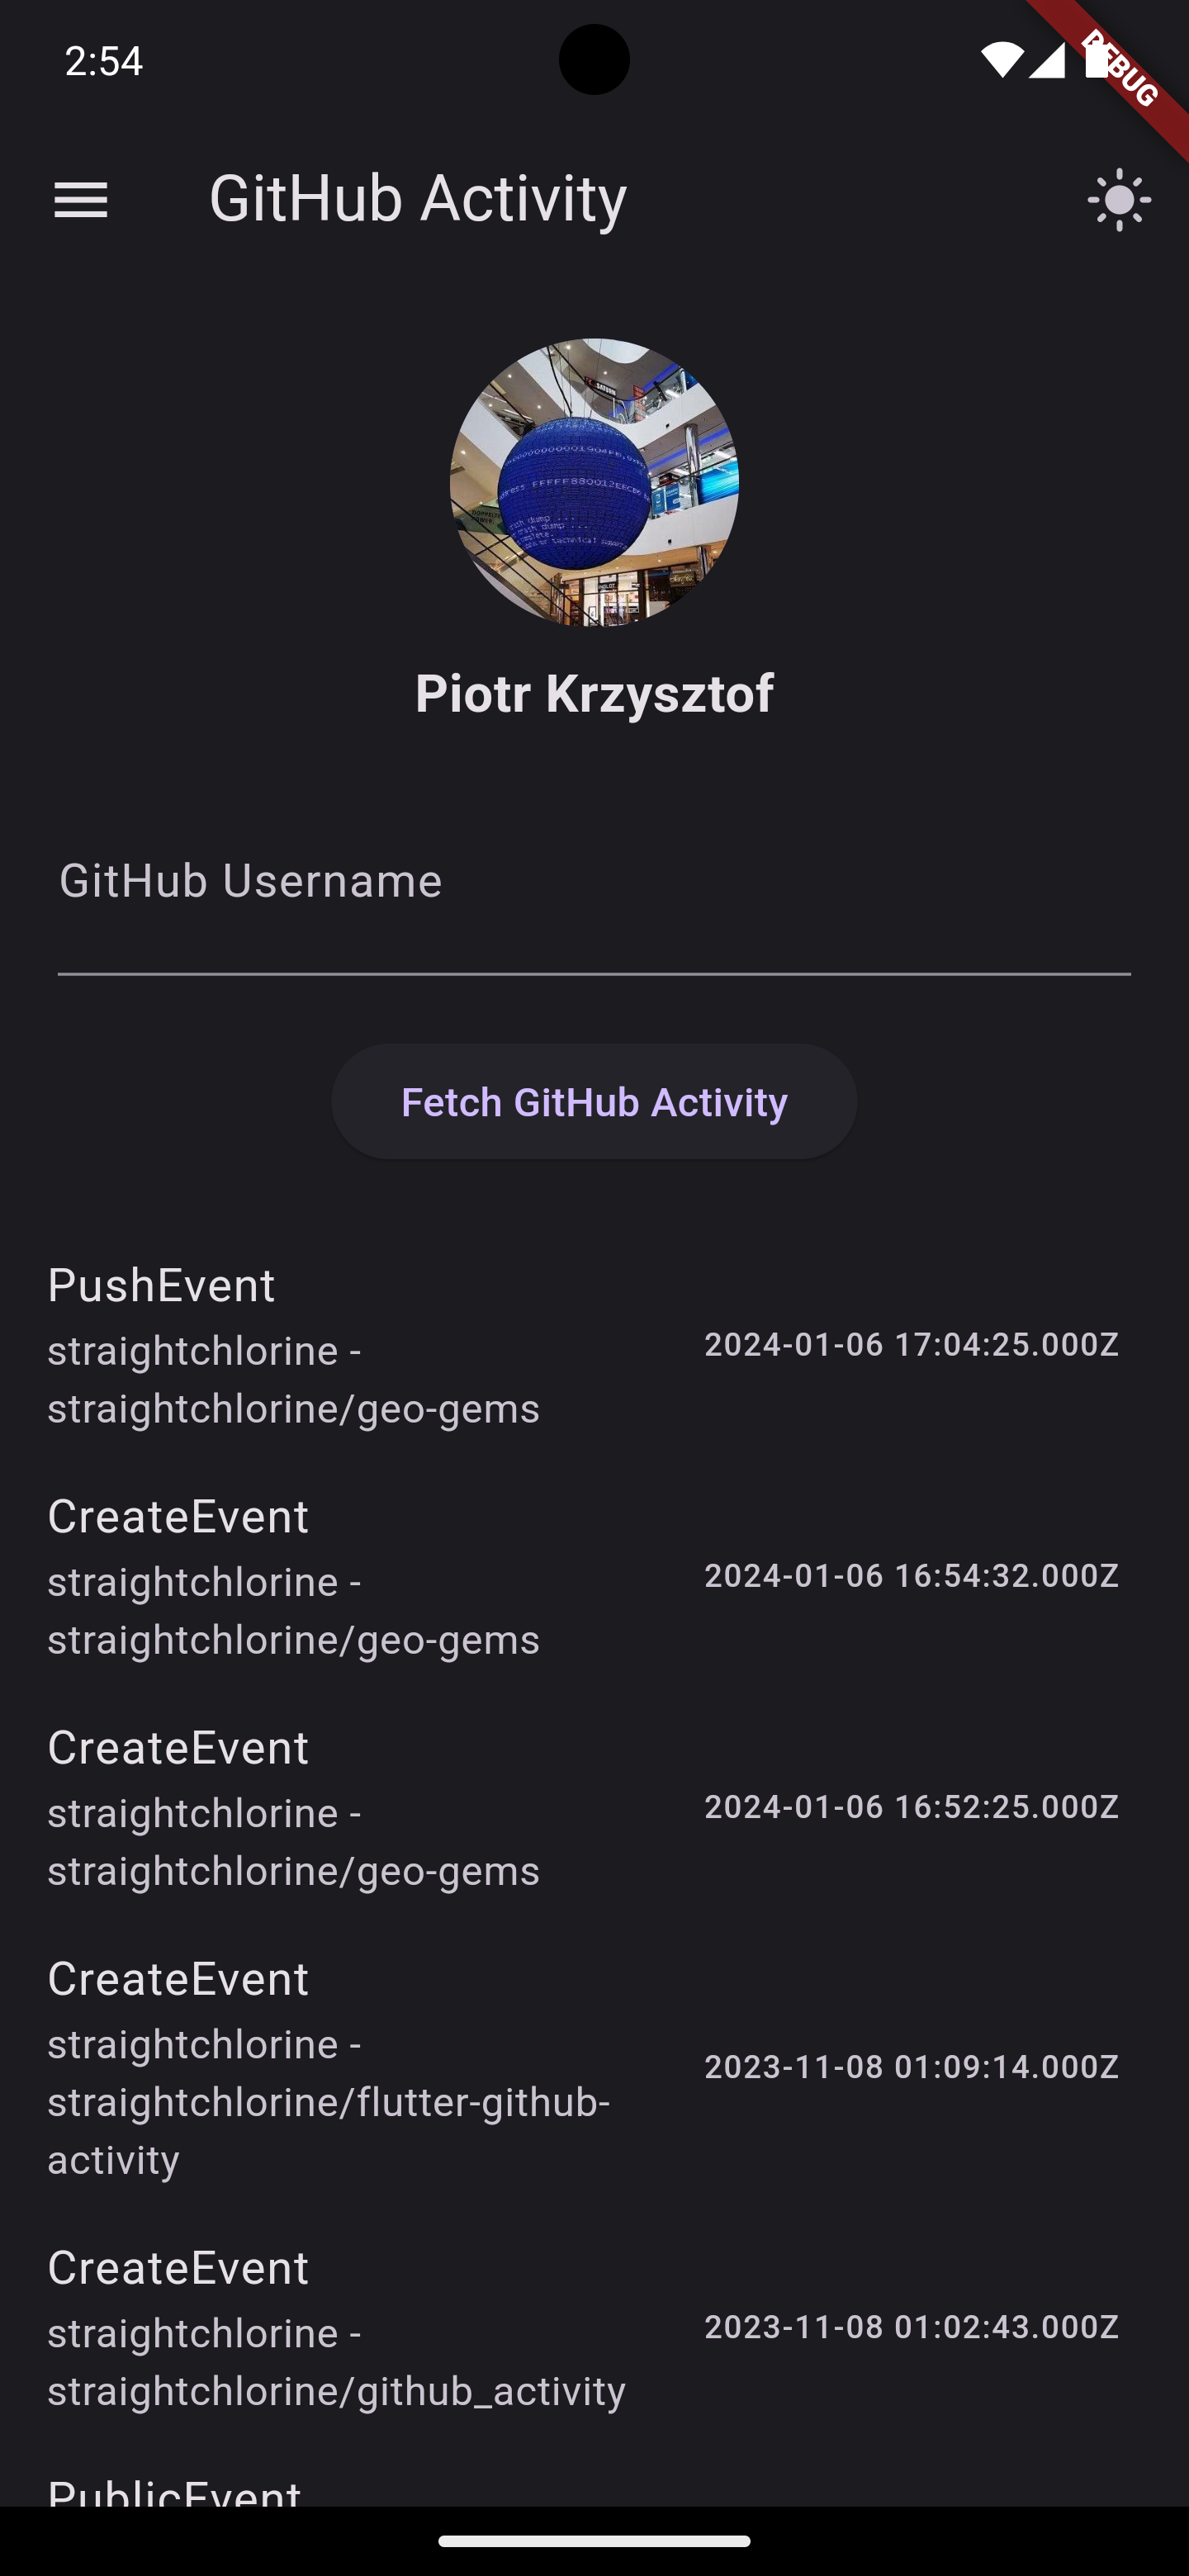 2:54
DEBUG
GitHub Activity
Piotr Krzysztof
GitHub Username
Fetch GitHub Activity
PushEvent
straightchlorine -
straightchlorine/geo-gems
2024-01-06 17:04:25.000Z
CreateEvent
straightchlorine -
straightchlorine/geo-gems
2024-01-06 16:54:32.000Z
CreateEvent
straightchlorine -
straightchlorine/geo-gems
2024-01-06 16:52:25.000Z
CreateEvent
straightchlorine -
straightchlorine/flutter-github-
activity
2023-11-08 01:09:14.000Z
CreateEvent
straightchlorine -
straightchlorine/github_activity
2023-11-08 01:02:43.000Z
PublicEvent